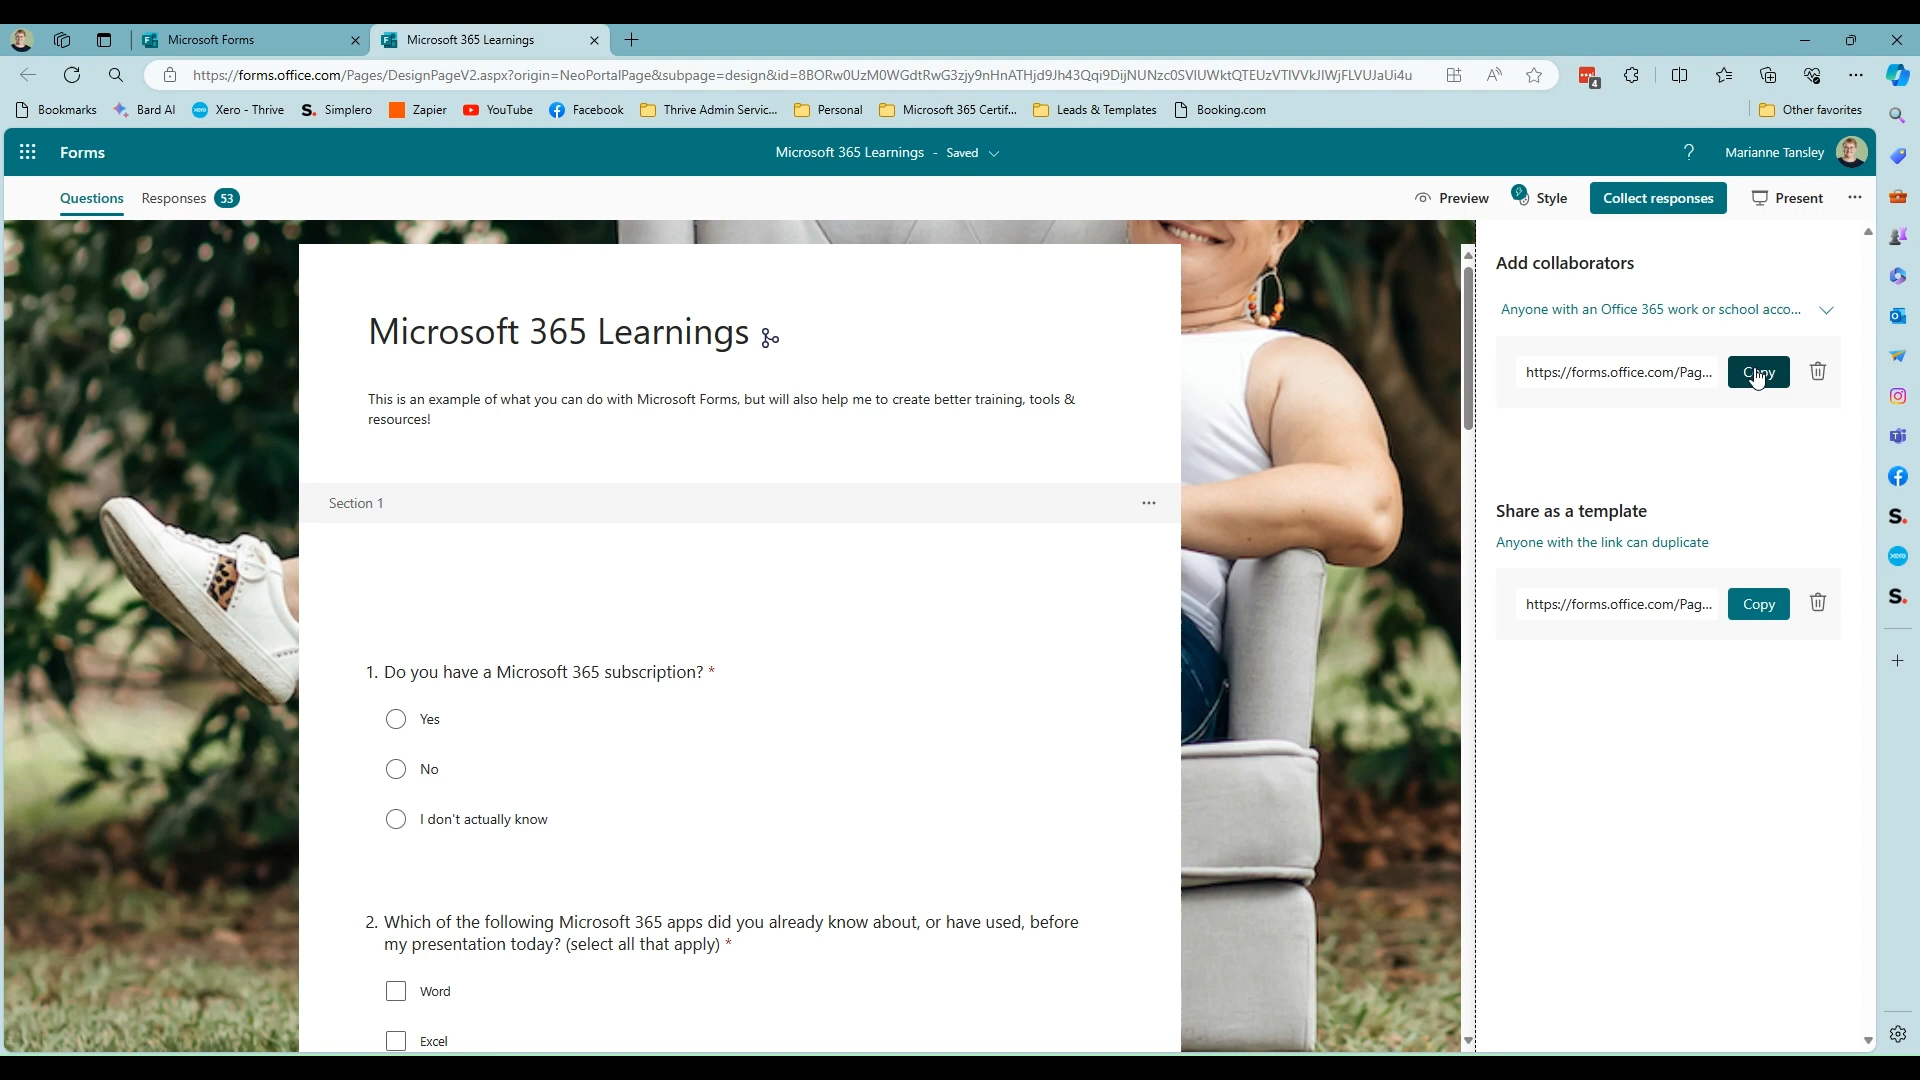 Microsoft Forms
Microsoft 365 Learnings
https://forms.office.com/Pages/DesignPageV2.aspx?origin=NeoPortalPage&subpage=design&id=8BORw0UzM0WGdtRwG3zjy9nHnATHjd9Jh43Qqi9DijNUNzc0SVlUWktQTEUzVTlVVkJIWjFLVUJaUi4u
4
Bookmarks
Bard AI
Xero - Thrive
Simplero
Zapier
YouTube
Facebook
Thrive Admin Servic...
Personal
Microsoft 365 Certif...
Leads & Templates
Booking.com
Other favorites
Forms
Microsoft 365 Learnings - Saved
?
Marianne Tansley
Questions
Responses 53
Preview
Style
Collect responses
Present
Microsoft 365 Learnings
This is an example of what you can do with Microsoft Forms, but will also help me to create better training, tools &
resources!
Section 1
1. Do you have a Microsoft 365 subscription? *
Yes
No
I don't actually know
2. Which of the following Microsoft 365 apps did you already know about, or have used, before
my presentation today? (select all that apply) *
Word
Excel
Add collaborators
Anyone with an Office 365 work or school acco...
https://forms.office.com/Pag...
Copy
Share as a template
Anyone with the link can duplicate
https://forms.office.com/Pag...
Copy